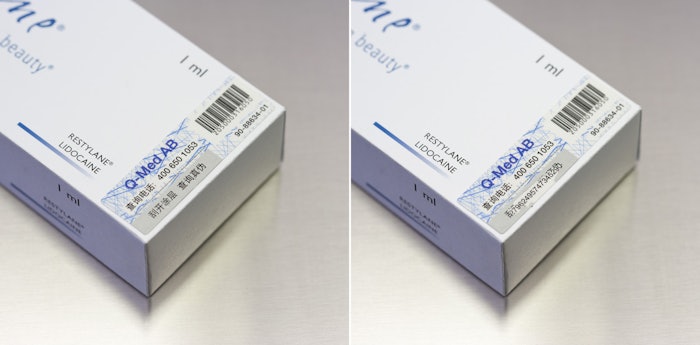 beauty®
1 ml
RESTYLANE®
LIDOCAINE
90-88634-01
Q-Med AB
查询电话: 400 650 1053
刮开涂层 查询真伪
1 ml
RESTYLANE®
LIDOCAINE
beauty®
1 ml
RESTYLANE®
LIDOCAINE
90-88634-01
Q-Med AB
查询电话: 400 650 1053
1 ml